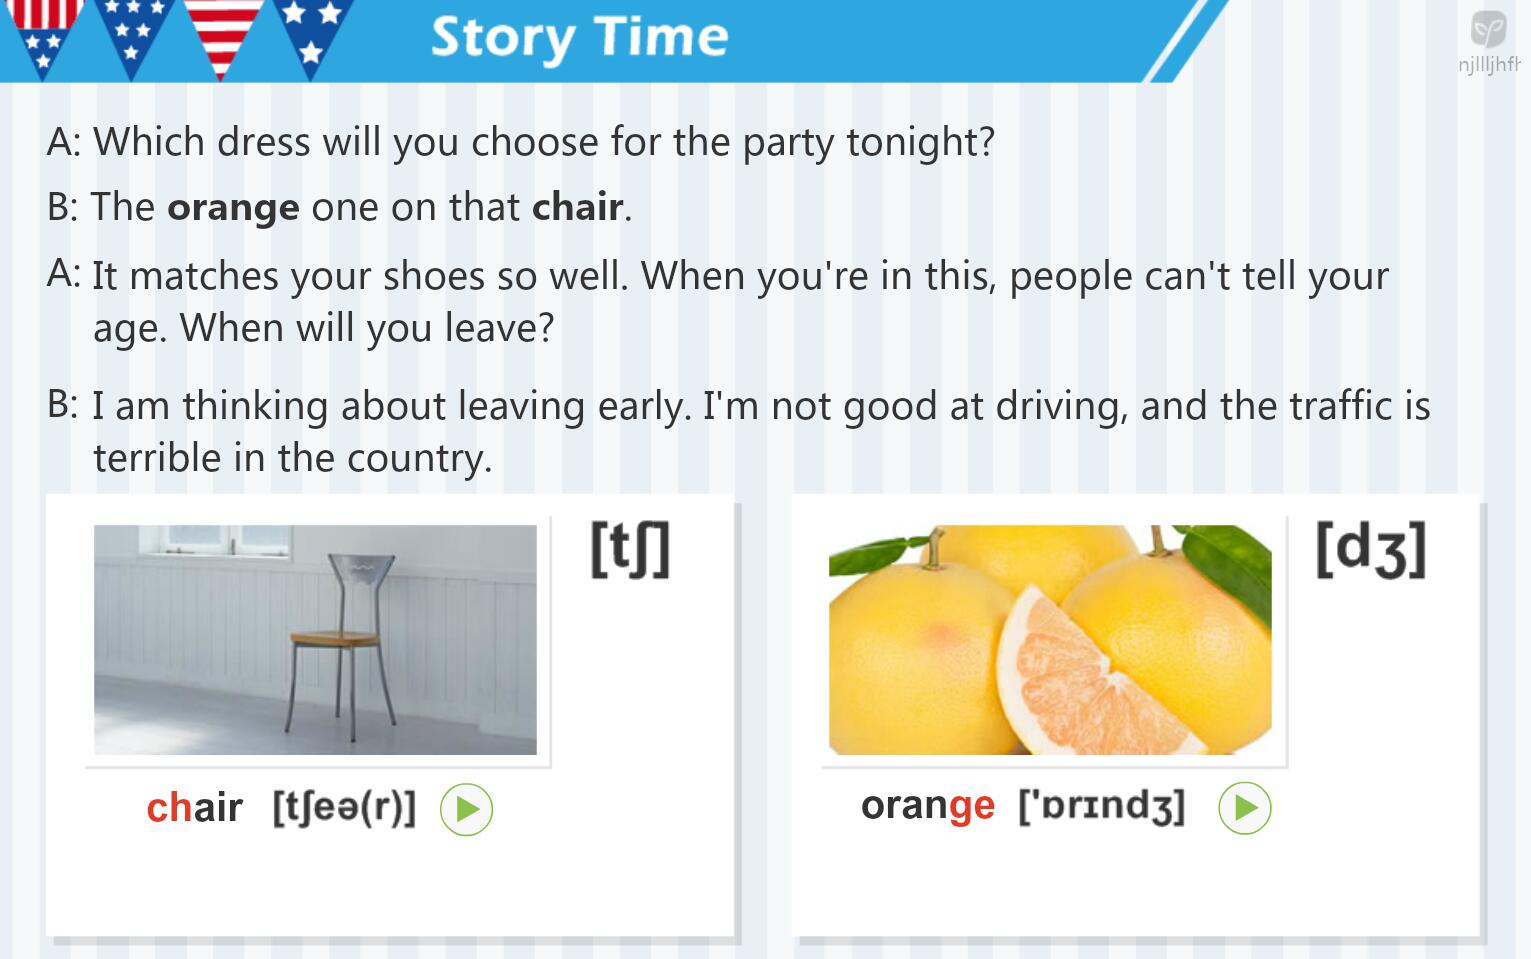 Story Time
njllljhfh
A: Which dress will you choose for the party tonight?
B: The orange one on that chair.
A: It matches your shoes so well. When you're in this, people can't tell your
age. When will you leave?
B: I am thinking about leaving early. I'm not good at driving, and the traffic is
terrible in the country.
[tʃ]
[dʒ]
chair [tʃeə(r)]
orange ['ɒrɪndʒ]